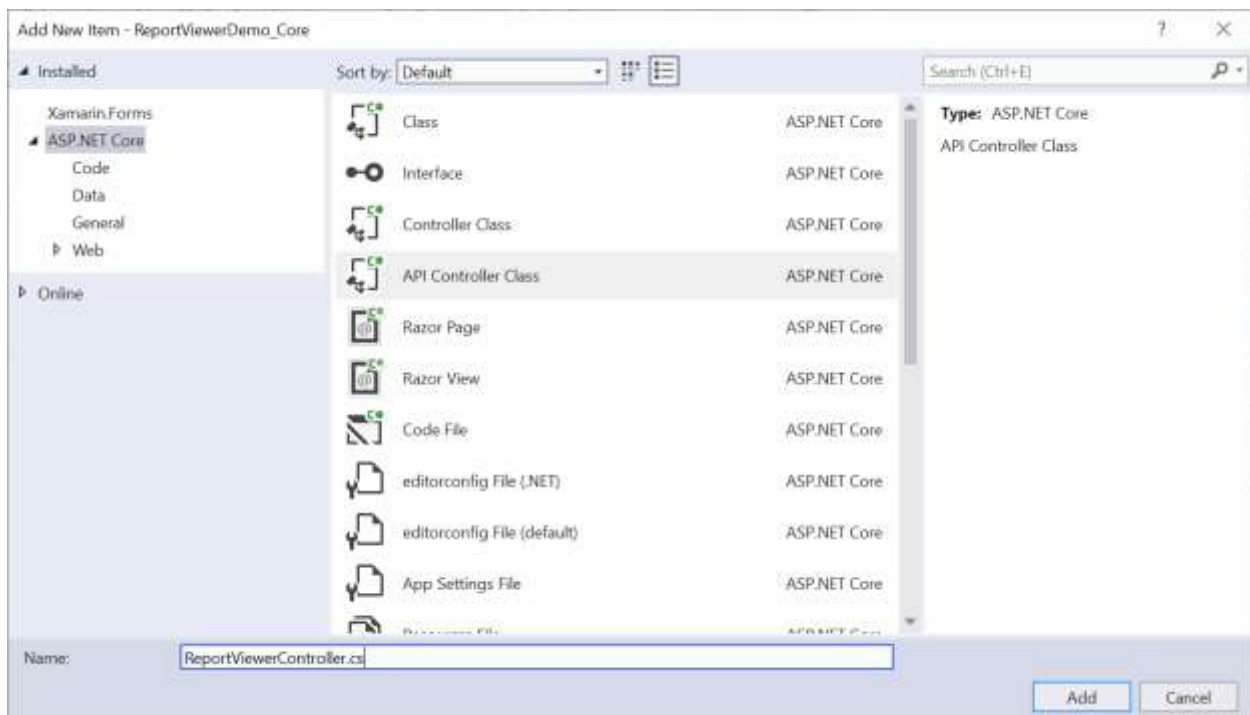 Add New Item - ReportViewerDemo_Core
?
Installed
Sort by: Default
Search (Ctrl+E)
Xamarin.Forms
ASP.NET Core
Code
Data
General
Web
Online
Class ASP.NET Core
Interface ASP.NET Core
Controller Class ASP.NET Core
API Controller Class ASP.NET Core
Razor Page ASP.NET Core
Razor View ASP.NET Core
Code File ASP.NET Core
editorconfig File (.NET) ASP.NET Core
editorconfig File (default) ASP.NET Core
App Settings File ASP.NET Core
Type: ASP.NET Core
API Controller Class
Name: ReportViewerController.cs
Add Cancel